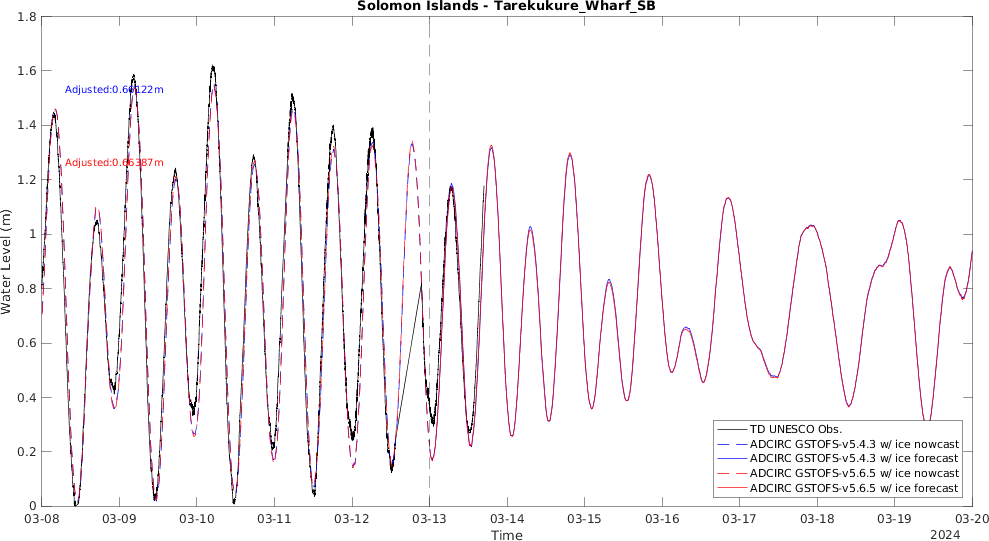 Solomon Islands - Tarekukure_Wharf_SB
1.8
1.6
1.4
1.2
1
0.8
0.6
0.4
0.2
0
Water Level (m)
Adjusted:0.66122m
Adjusted:0.66387m
TD UNESCO Obs.
ADCIRC GSTOFS-v5.4.3 w/ ice nowcast
ADCIRC GSTOFS-v5.4.3 w/ ice forecast
ADCIRC GSTOFS-v5.6.5 w/ ice nowcast
ADCIRC GSTOFS-v5.6.5 w/ ice forecast
03-08 03-09 03-10 03-11 03-12 03-13 03-14 03-15 03-16 03-17 03-18 03-19 03-20
Time
2024